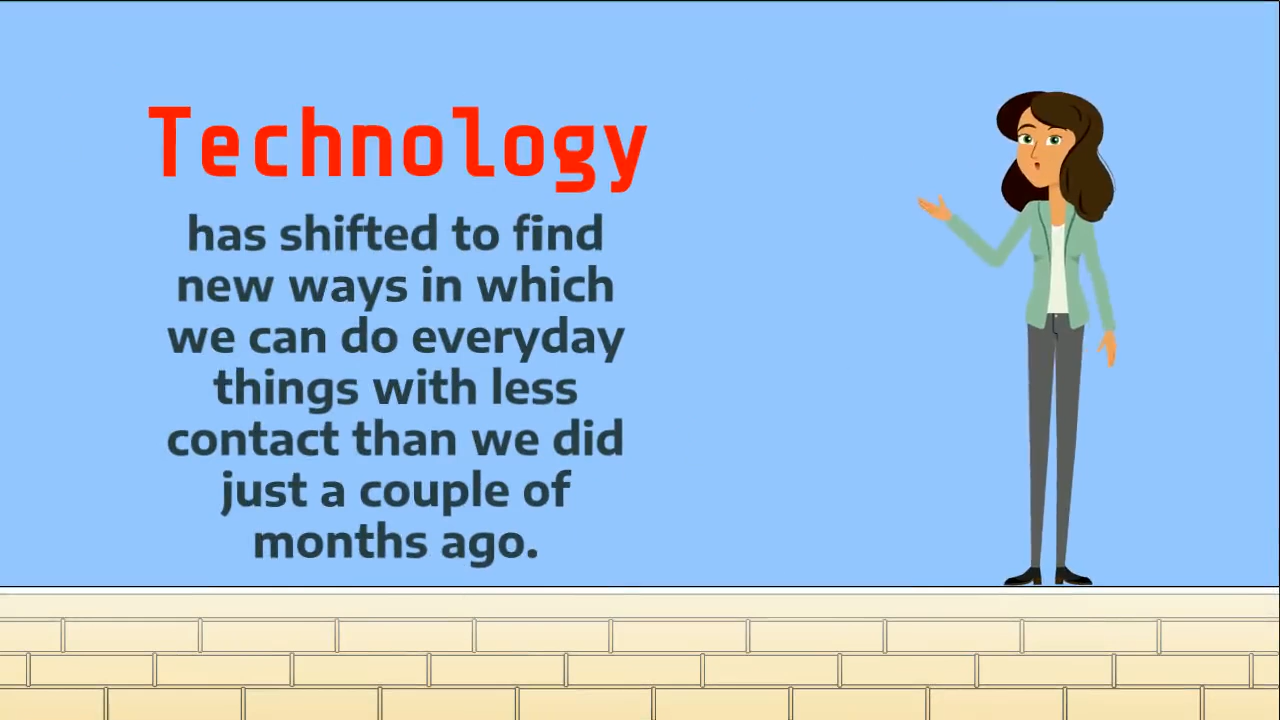 Technology
has shifted to find
new ways in which
we can do everyday
things with less
contact than we did
just a couple of
months ago.